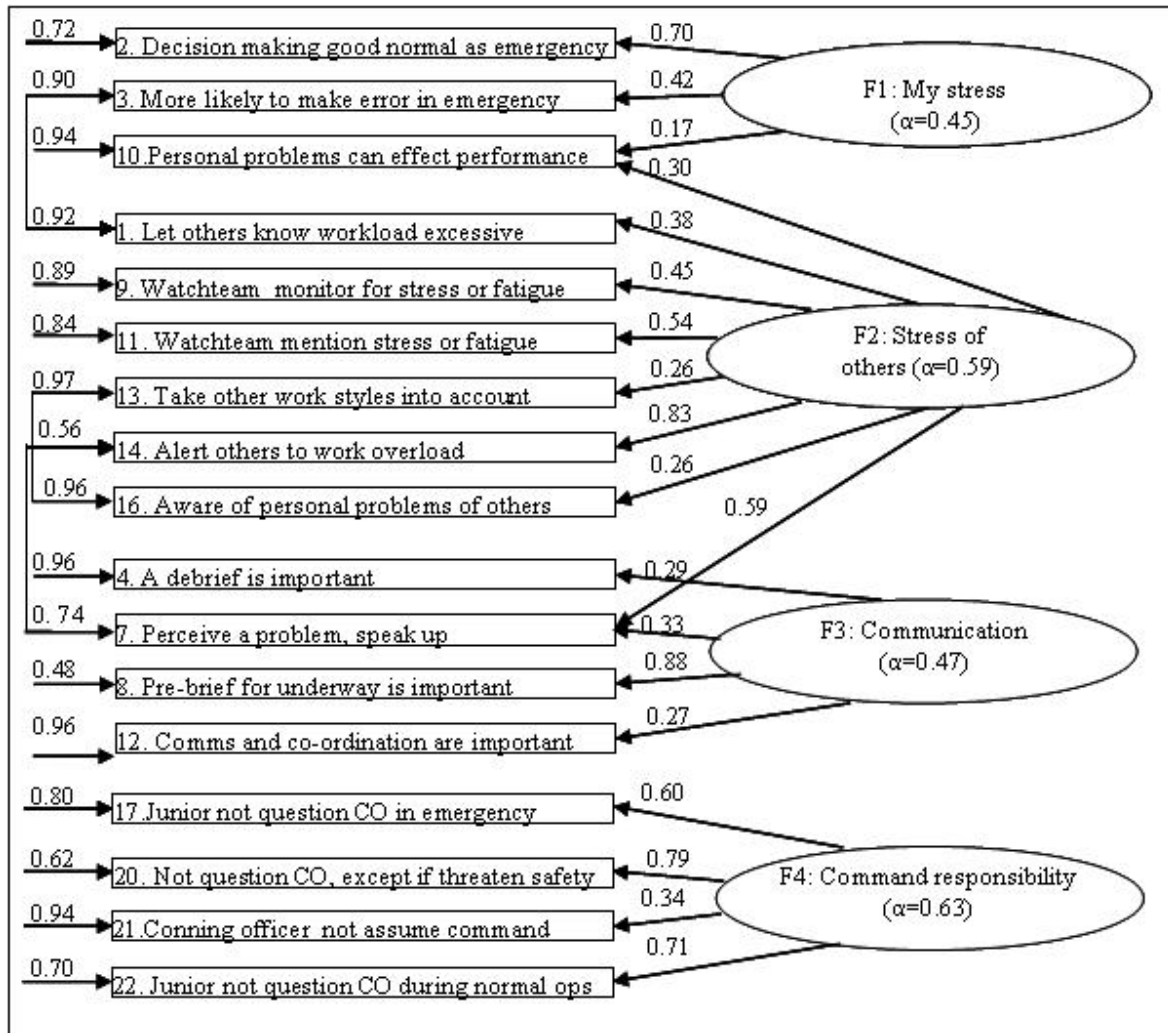 0.72
2. Decision making good normal as emergency
0.70
0.90
3. More likely to make error in emergency
0.42
F1: My stress
(α=0.45)
0.94
10.Personal problems can effect performance
0.17
0.30
0.92
1. Let others know workload excessive
0.38
0.89
9. Watchteam monitor for stress or fatigue
0.45
0.84
11. Watchteam mention stress or fatigue
0.54
F2: Stress of
others (α=0.59)
0.97
13. Take other work styles into account
0.26
0.56
14. Alert others to work overload
0.83
0.96
16. Aware of personal problems of others
0.26
0.59
0.96
4. A debrief is important
0.29
0. 74
7. Perceive a problem, speak up
0.33
F3: Communication
(α=0.47)
0.48
8. Pre-brief for underway is important
0.88
0.96
12. Comms and co-ordination are important
0.27
0.80
17.Junior not question CO in emergency
0.60
0.62
20. Not question CO, except if threaten safety
0.79
F4: Command responsibility
(α=0.63)
0.94
21.Conning officer not assume command
0.34
0.70
22. Junior not question CO during normal ops
0.71